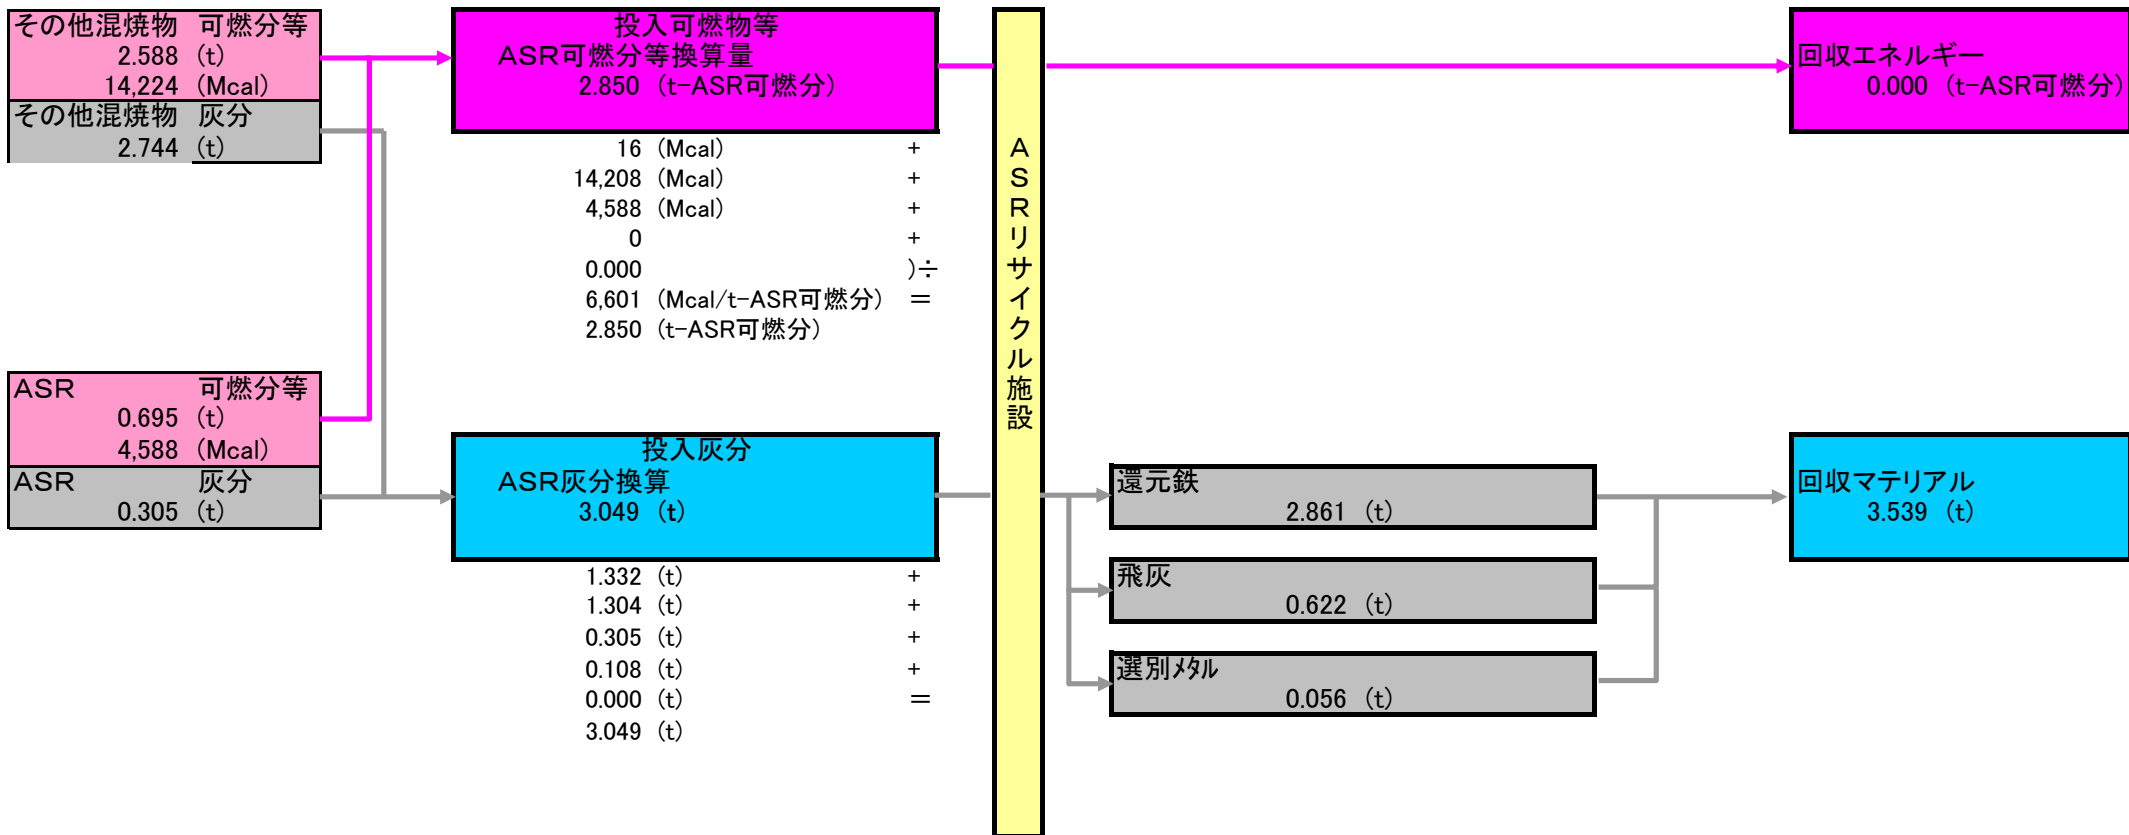 その他混焼物 可燃分等
2.588 (t)
14,224 (Mcal)
その他混焼物 灰分
2.744 (t)
投入可燃物等
ASR可燃分等換算量
2.850 (t-ASR可燃分)
16 (Mcal) +
14,208 (Mcal) +
4,588 (Mcal) +
0 +
0.000 )÷
6,601 (Mcal/t-ASR可燃分) =
2.850 (t-ASR可燃分)
ASR 可燃分等
0.695 (t)
4,588 (Mcal)
ASR 灰分
0.305 (t)
投入灰分
ASR灰分換算
3.049 (t)
1.332 (t) +
1.304 (t) +
0.305 (t) +
0.108 (t) +
0.000 (t) =
3.049 (t)
ASRリサイクル施設
還元鉄
2.861 (t)
飛灰
0.622 (t)
選別ﾒﾀﾙ
0.056 (t)
回収エネルギー
0.000 (t-ASR可燃分)
回収マテリアル
3.539 (t)